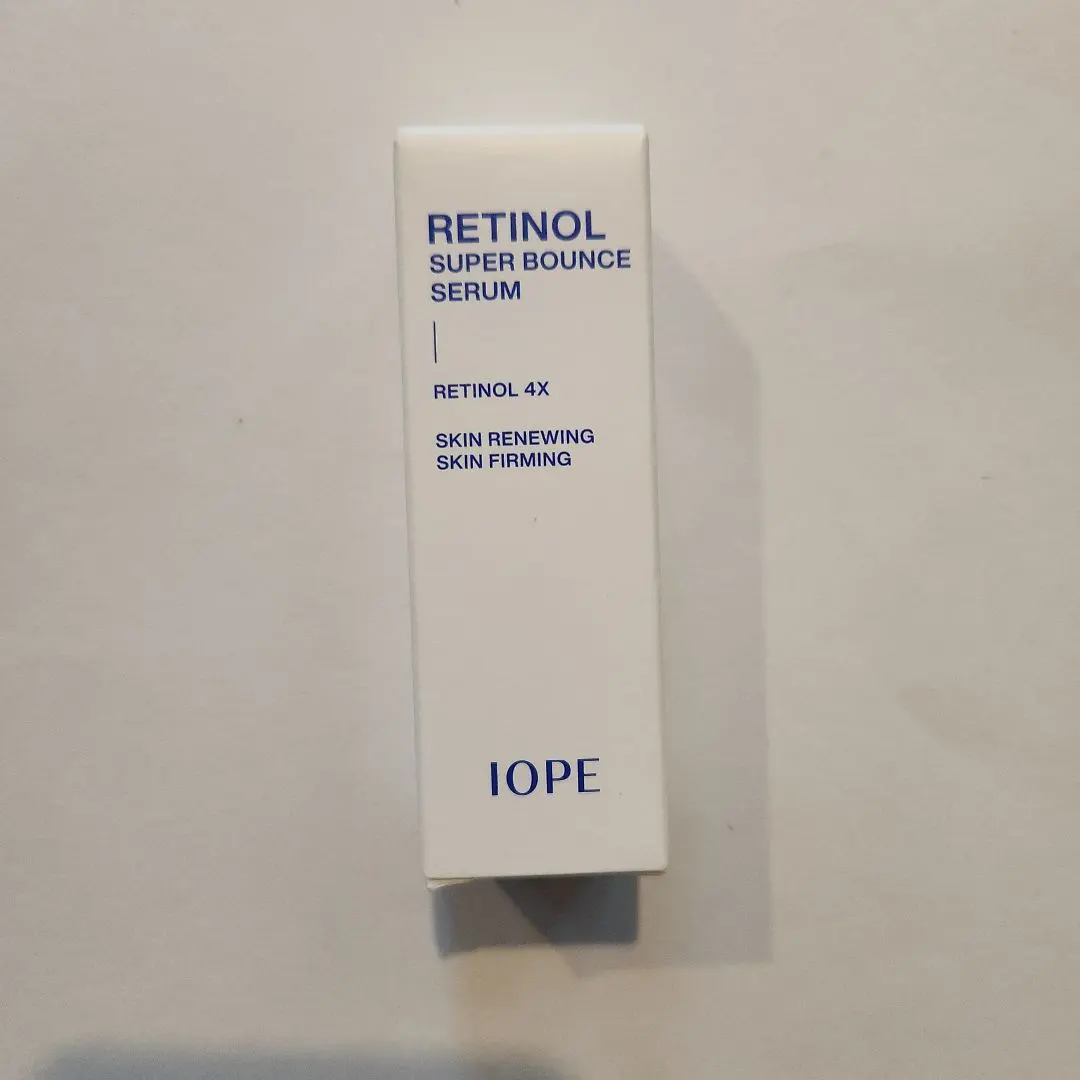 RETINOL
SUPER BOUNCE
SERUM
RETINOL 4X
SKIN RENEWING
SKIN FIRMING
IOPE